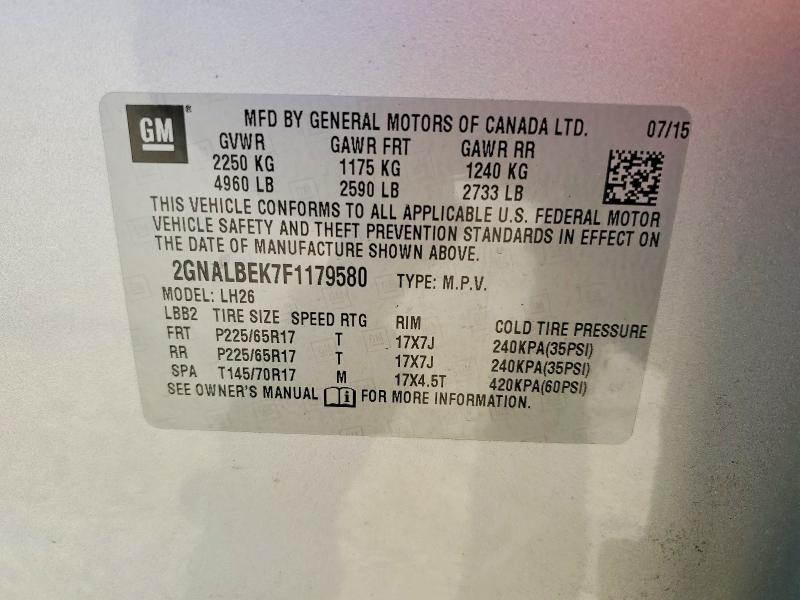 GM ® MFD BY GENERAL MOTORS OF CANADA LTD. 07/15
GVWR GAWR FRT GAWR RR
2250 KG 1175 KG 1240 KG
4960 LB 2590 LB 2733 LB
THIS VEHICLE CONFORMS TO ALL APPLICABLE U.S. FEDERAL MOTOR
VEHICLE SAFETY AND THEFT PREVENTION STANDARDS IN EFFECT ON
THE DATE OF MANUFACTURE SHOWN ABOVE.
2GNALBEK7F1179580 TYPE: M.P.V.
MODEL: LH26
LBB2 TIRE SIZE SPEED RTG RIM COLD TIRE PRESSURE
FRT P225/65R17 T 17X7J 240KPA(35PSI)
RR P225/65R17 T 17X7J 240KPA(35PSI)
SPA T145/70R17 M 17X4.5T 420KPA(60PSI)
SEE OWNER'S MANUAL i FOR MORE INFORMATION.